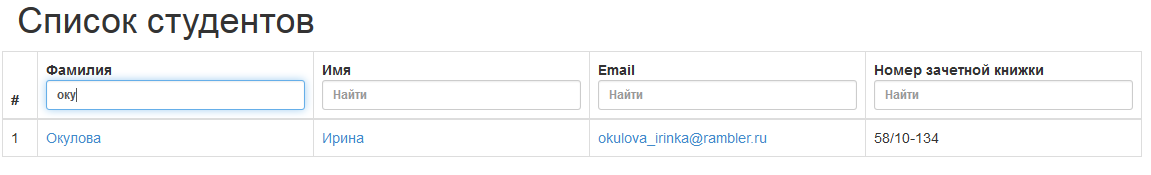 Список студентов
# Фамилия Имя Email Номер зачетной книжки
оку Найти Найти Найти
1 Окулова Ирина okulova_irinka@rambler.ru 58/10-134